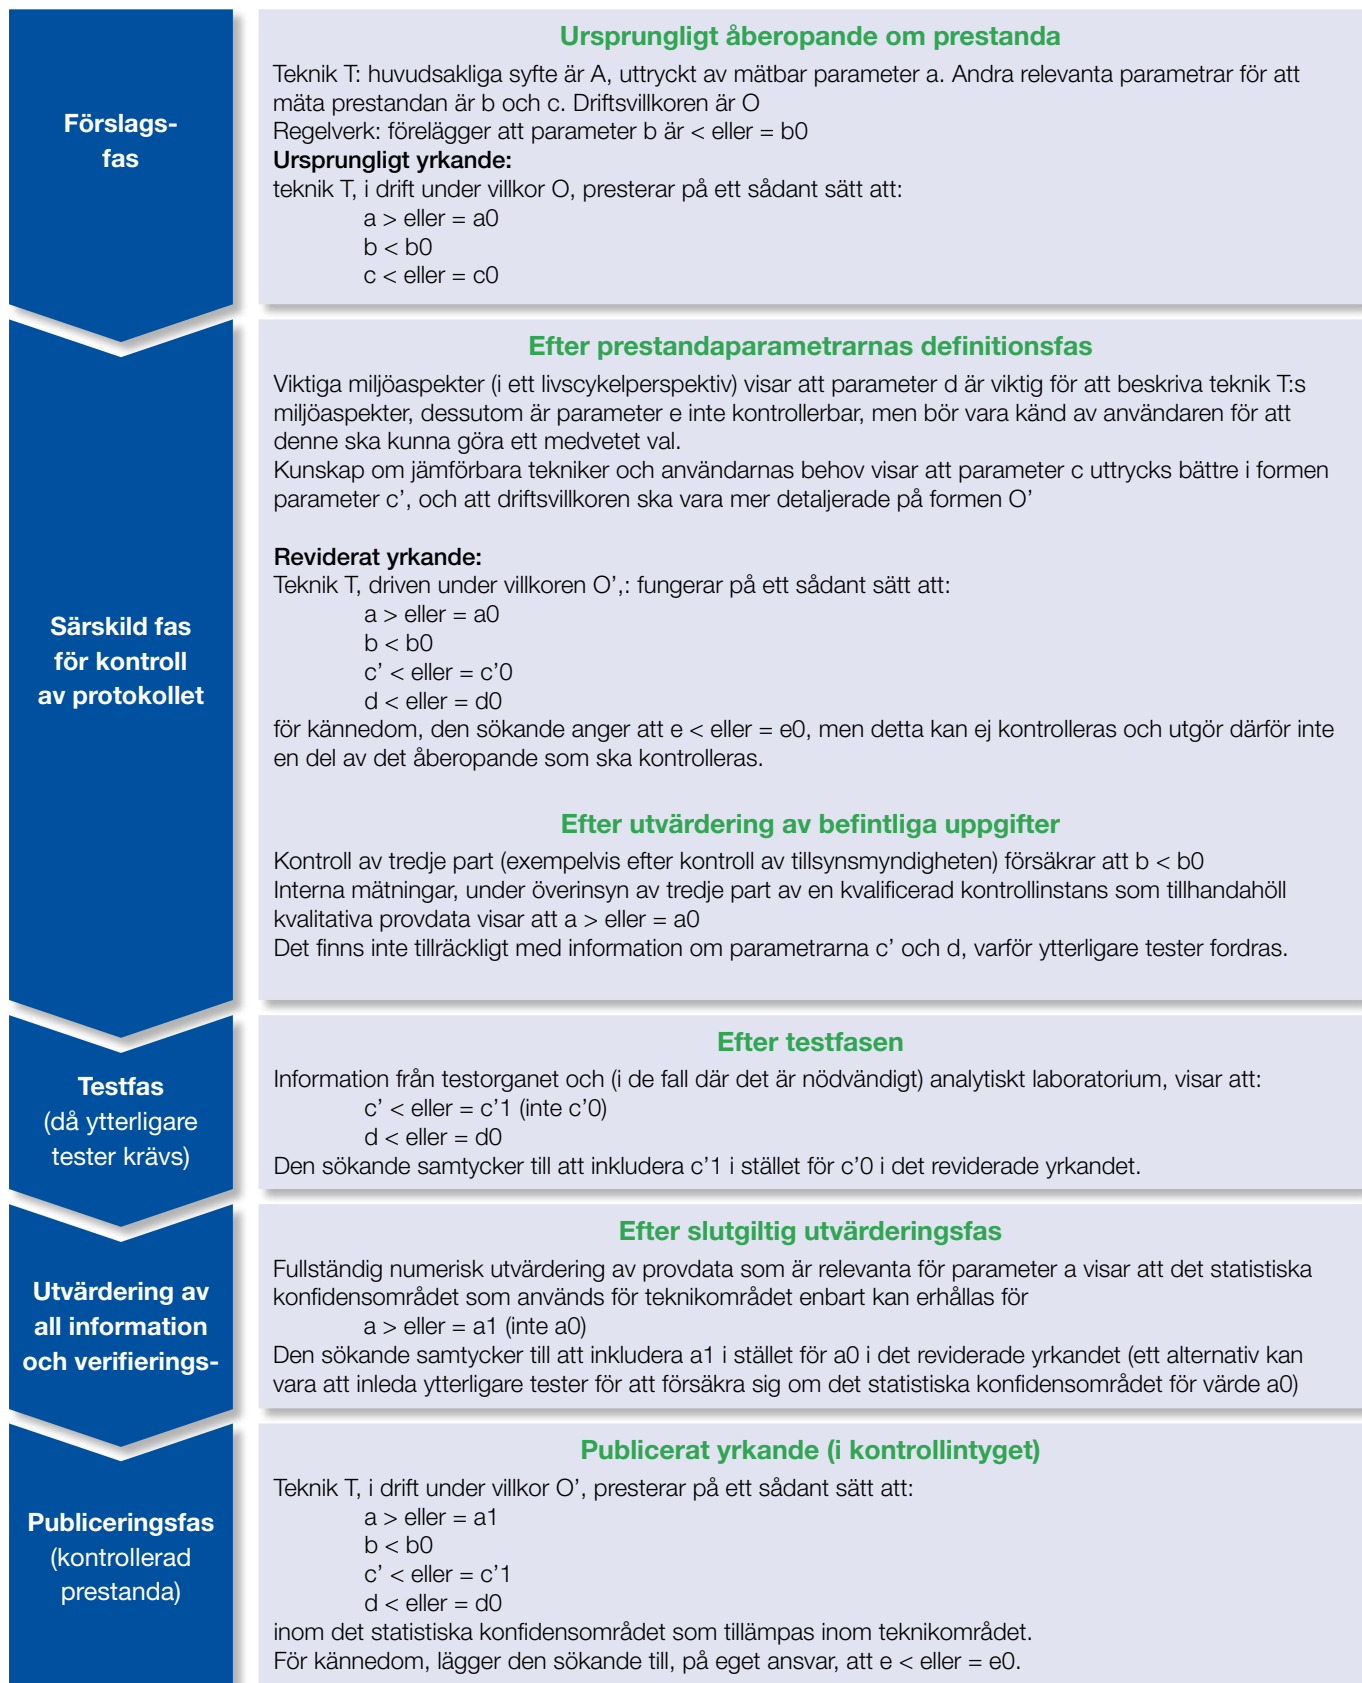 Förslags-
fas
Ursprungligt åberopande om prestanda
Teknik T: huvudsakliga syfte är A, uttryckt av mätbar parameter a. Andra relevanta parametrar för att
mäta prestandan är b och c. Driftsvillkoren är O
Regelverk: förelägger att parameter b är < eller = b0
Ursprungligt yrkande:
teknik T, i drift under villkor O, presterar på ett sådant sätt att:
a > eller = a0
b < b0
c < eller = c0
Särskild fas
för kontroll
av protokollet
Efter prestandaparametrarnas definitionsfas
Viktiga miljöaspekter (i ett livscykelperspektiv) visar att parameter d är viktig för att beskriva teknik T:s
miljöaspekter, dessutom är parameter e inte kontrollerbar, men bör vara känd av användaren för att
denne ska kunna göra ett medvetet val.
Kunskap om jämförbara tekniker och användarnas behov visar att parameter c uttrycks bättre i formen
parameter c’, och att driftsvillkoren ska vara mer detaljerade på formen O’
Reviderat yrkande:
Teknik T, driven under villkoren O’,: fungerar på ett sådant sätt att:
a > eller = a0
b < b0
c’ < eller = c’0
d < eller = d0
för kännedom, den sökande anger att e < eller = e0, men detta kan ej kontrolleras och utgör därför inte
en del av det åberopande som ska kontrolleras.
Efter utvärdering av befintliga uppgifter
Kontroll av tredje part (exempelvis efter kontroll av tillsynsmyndigheten) försäkrar att b < b0
Interna mätningar, under överinsyn av tredje part av en kvalificerad kontrollinstans som tillhandahöll
kvalitativa provdata visar att a > eller = a0
Det finns inte tillräckligt med information om parametrarna c’ och d, varför ytterligare tester fordras.
Testfas
(då ytterligare
tester krävs)
Efter testfasen
Information från testorganet och (i de fall där det är nödvändigt) analytiskt laboratorium, visar att:
c’ < eller = c’1 (inte c’0)
d < eller = d0
Den sökande samtycker till att inkludera c’1 i stället för c’0 i det reviderade yrkandet.
Utvärdering av
all information
och verifierings-
Efter slutgiltig utvärderingsfas
Fullständig numerisk utvärdering av provdata som är relevanta för parameter a visar att det statistiska
konfidensområdet som används för teknikområdet enbart kan erhållas för
a > eller = a1 (inte a0)
Den sökande samtycker till att inkludera a1 i stället för a0 i det reviderade yrkandet (ett alternativ kan
vara att inleda ytterligare tester för att försäkra sig om det statistiska konfidensområdet för värde a0)
Publiceringsfas
(kontrollerad
prestanda)
Publicerat yrkande (i kontrollintyget)
Teknik T, i drift under villkor O’, presterar på ett sådant sätt att:
a > eller = a1
b < b0
c’ < eller = c’1
d < eller = d0
inom det statistiska konfidensområdet som tillämpas inom teknikområdet.
För kännedom, lägger den sökande till, på eget ansvar, att e < eller = e0.